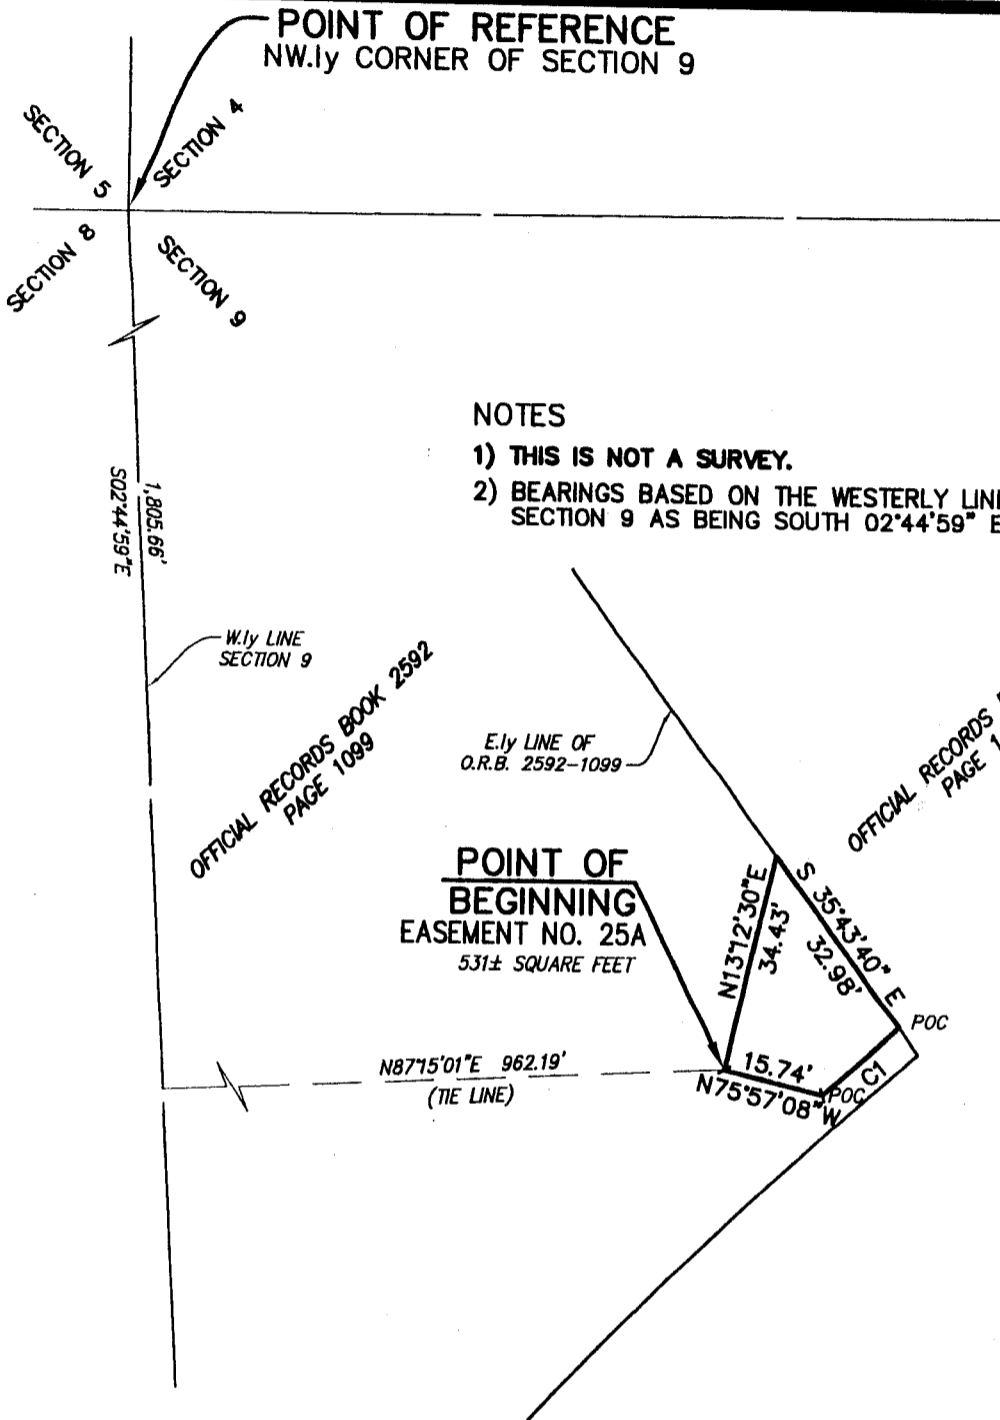 POINT OF REFERENCE
NW.ly CORNER OF SECTION 9
SECTION 5
SECTION 4
SECTION 8
SECTION 9
NOTES
1) THIS IS NOT A SURVEY.
2) BEARINGS BASED ON THE WESTERLY LINE
SECTION 9 AS BEING SOUTH 02°44'59" E
1,805.66'
S02°44'59"E
W.ly LINE
SECTION 9
OFFICIAL RECORDS BOOK 2592
PAGE 1099
E.ly LINE OF
O.R.B. 2592-1099
OFFICIAL RECORDS
PAGE 1
POINT OF
BEGINNING
EASEMENT NO. 25A
531± SQUARE FEET
N13°12'30"E
34.43'
S 35°43'40" E
32.98'
POC
N87°15'01"E 962.19'
(TIE LINE)
15.74'
N75°57'08"W
POC
C1